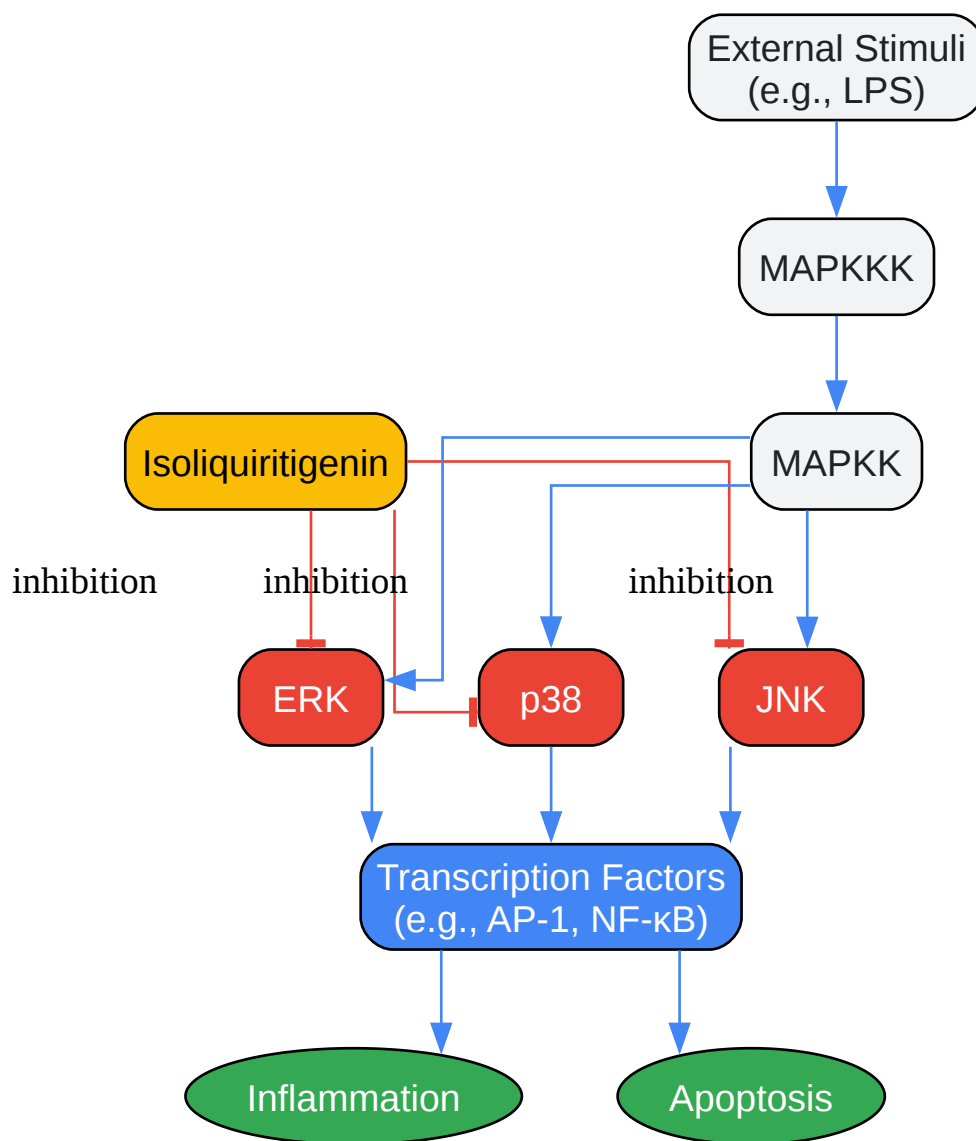 External Stimuli
(e.g., LPS)
MAPKKK
Isoliquiritigenin
MAPKK
inhibition
inhibition
inhibition
ERK
p38
JNK
Transcription Factors
(e.g., AP-1, NF-κB)
Inflammation
Apoptosis